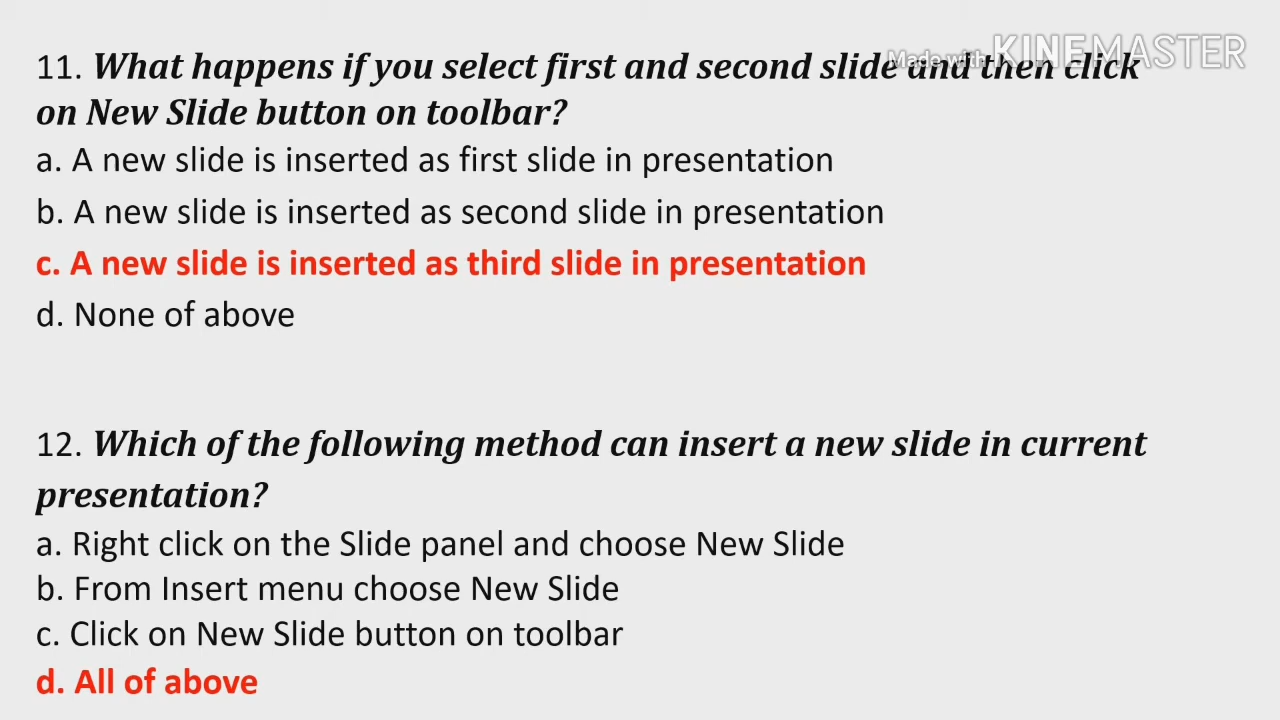 Made with KINEMASTER
11. What happens if you select first and second slide and then click
on New Slide button on toolbar?
a. A new slide is inserted as first slide in presentation
b. A new slide is inserted as second slide in presentation
c. A new slide is inserted as third slide in presentation
d. None of above
12. Which of the following method can insert a new slide in current
presentation?
a. Right click on the Slide panel and choose New Slide
b. From Insert menu choose New Slide
c. Click on New Slide button on toolbar
d. All of above